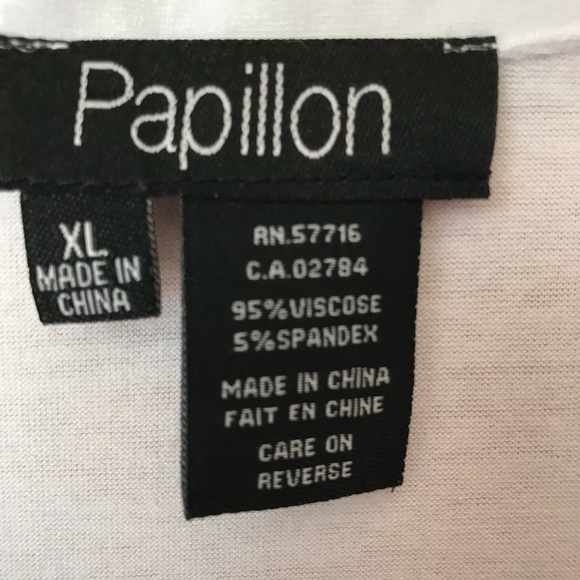 Papillon
XL
MADE IN
CHINA
RN.57716
C.A.02784
95%VISCOSE
5%SPANDEX
MADE IN CHINA
FAIT EN CHINE
CARE ON
REVERSE